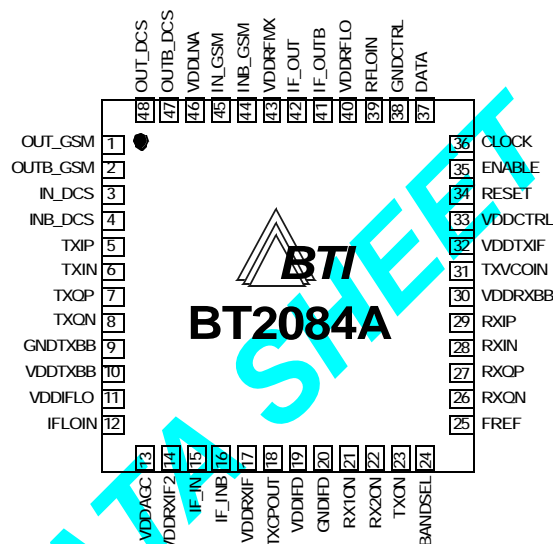 OUT_DCS
OUTB_DCS
VDDLNA
IN_GSM
INB_GSM
VDDRFMX
IF_OUT
IF_OUTB
VDDRFLO
RFLOIN
GNDCTRL
DATA
48 47 46 45 44 43 42 41 40 39 38 37
OUT_GSM 1
OUTB_GSM 2
IN_DCS 3
INB_DCS 4
TXIP 5
TXIN 6
TXQP 7
TXQN 8
GNDTXBB 9
VDDTXBB 10
VDDIFLO 11
IFLOIN 12
36 CLOCK
35 ENABLE
34 RESET
33 VDDCTRL
32 VDDTXIF
31 TXVCOIN
30 VDDRXBB
29 RXIP
28 RXIN
27 RXQP
26 RXQN
25 FREF
BTI
BT2084A
13 14 15 16 17 18 19 20 21 22 23 24
VDDAGC
VDDRXIF2
IF_IN
IF_INB
VDDRXIF
TXCPOUT
VDDIFD
GNDIFD
RX1ON
RX2ON
TXON
BANDSEL
ATA SHEET